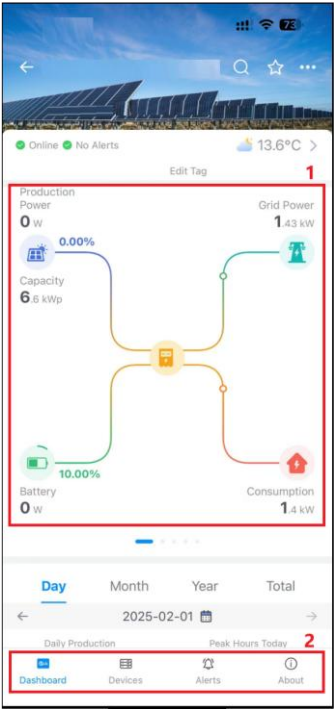 73
Online No Alerts 13.6°C
Edit Tag
1
Production
Power
0 W
Grid Power
1.43 kW
0.00%
Capacity
6.6 kWp
10.00%
Battery
0 W
Consumption
1.4 kW
Day Month Year Total
2025-02-01
2
Daily Production Peak Hours Today
Dashboard Devices Alerts About